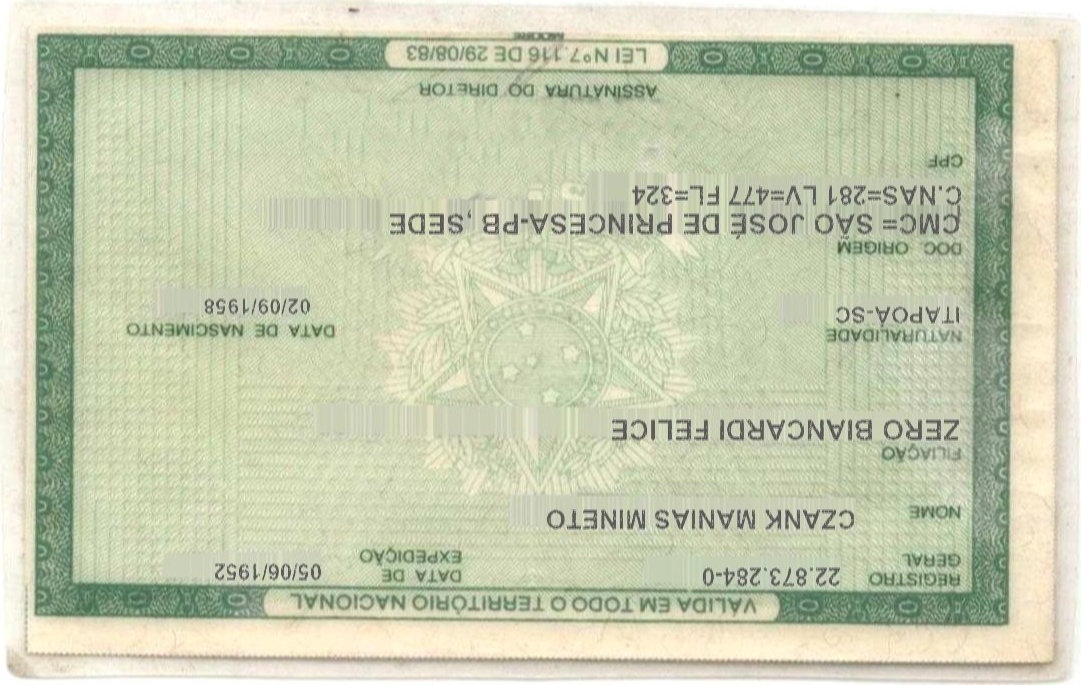 VÁLIDA EM TODO O TERRITÓRIO NACIONAL
REGISTRO GERAL 22.873.284-0 DATA DE EXPEDIÇÃO 05/06/1952
NOME CZANK MANIAS MINETO
FILIAÇÃO
ZERO BIANCARDI FELICE
NATURALIDADE DATA DE NASCIMENTO
ITAPOA-SC 02/09/1958
DOC. ORIGEM
CMC= SÃO JOSÉ DE PRINCESA-PB, SEDE
C.NAS=281 LV=477 FL=324
CPF
ASSINATURA DO DIRETOR
LEI Nº 7.116 DE 29/08/83